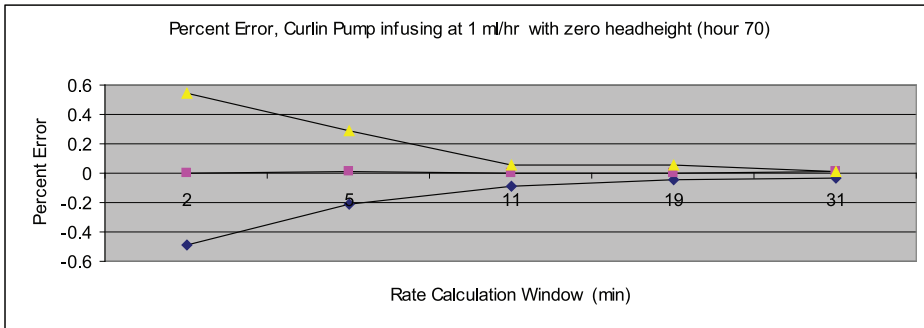 Percent Error, Curlin Pump infusing at 1 ml/hr with zero headheight (hour 70)
0.6
0.4
0.2
0
-0.2
-0.4
-0.6
Percent Error
2 5 11 19 31
Rate Calculation Window (min)